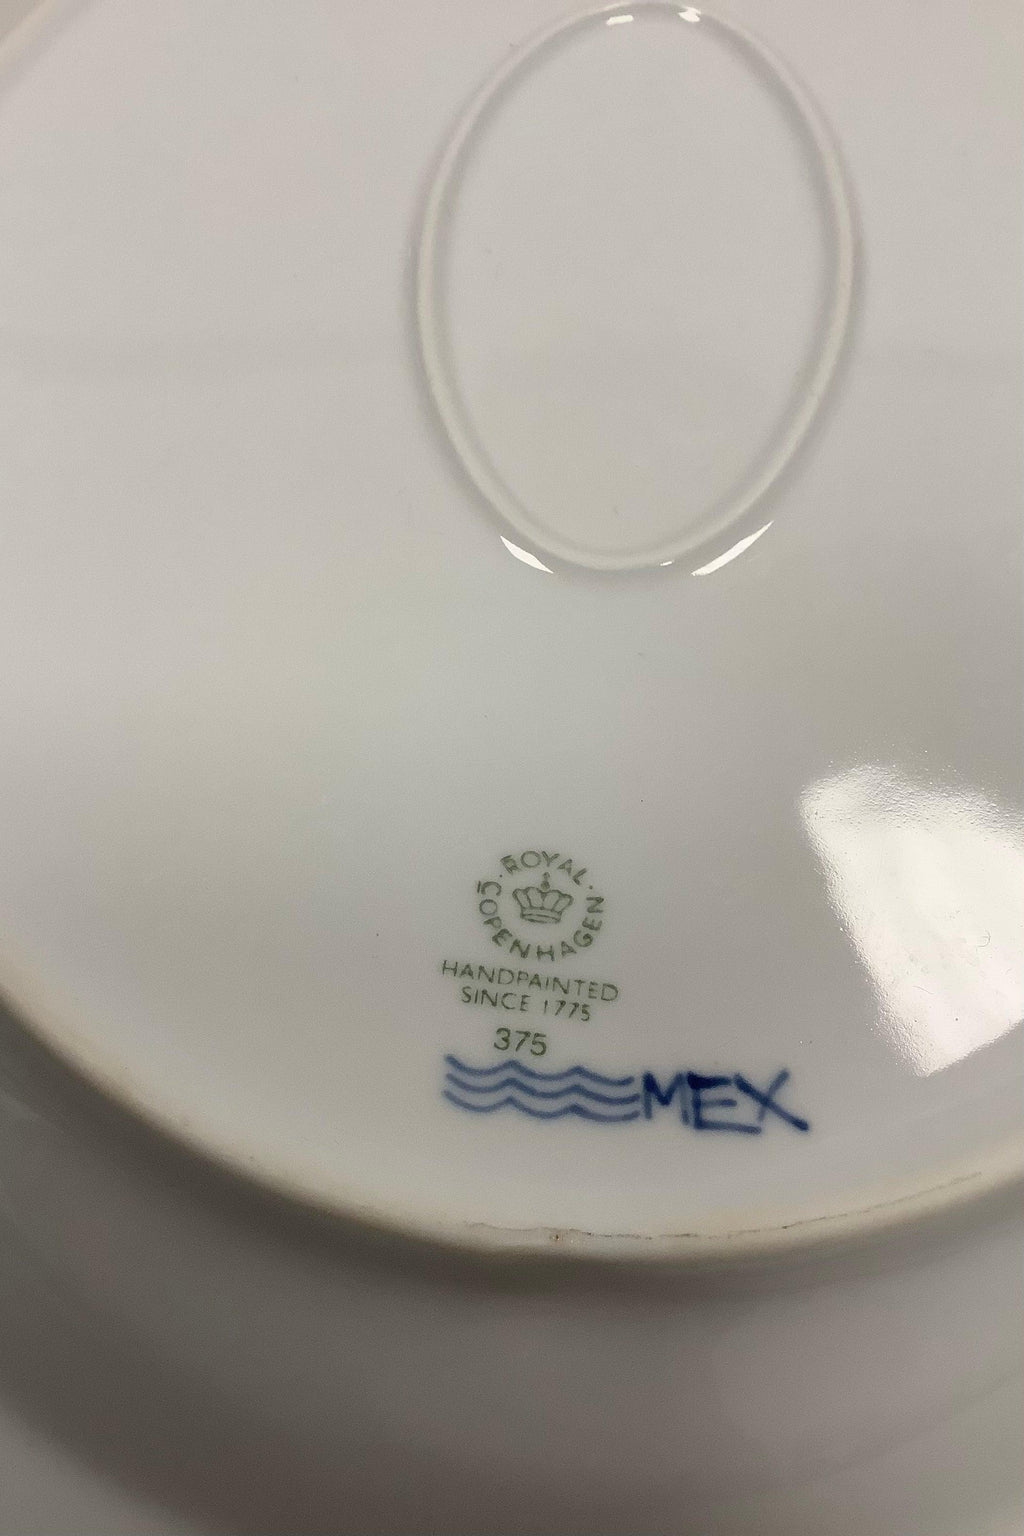 ROYAL
COPENHAGEN
HANDPAINTED
SINCE 1775
375
MEX